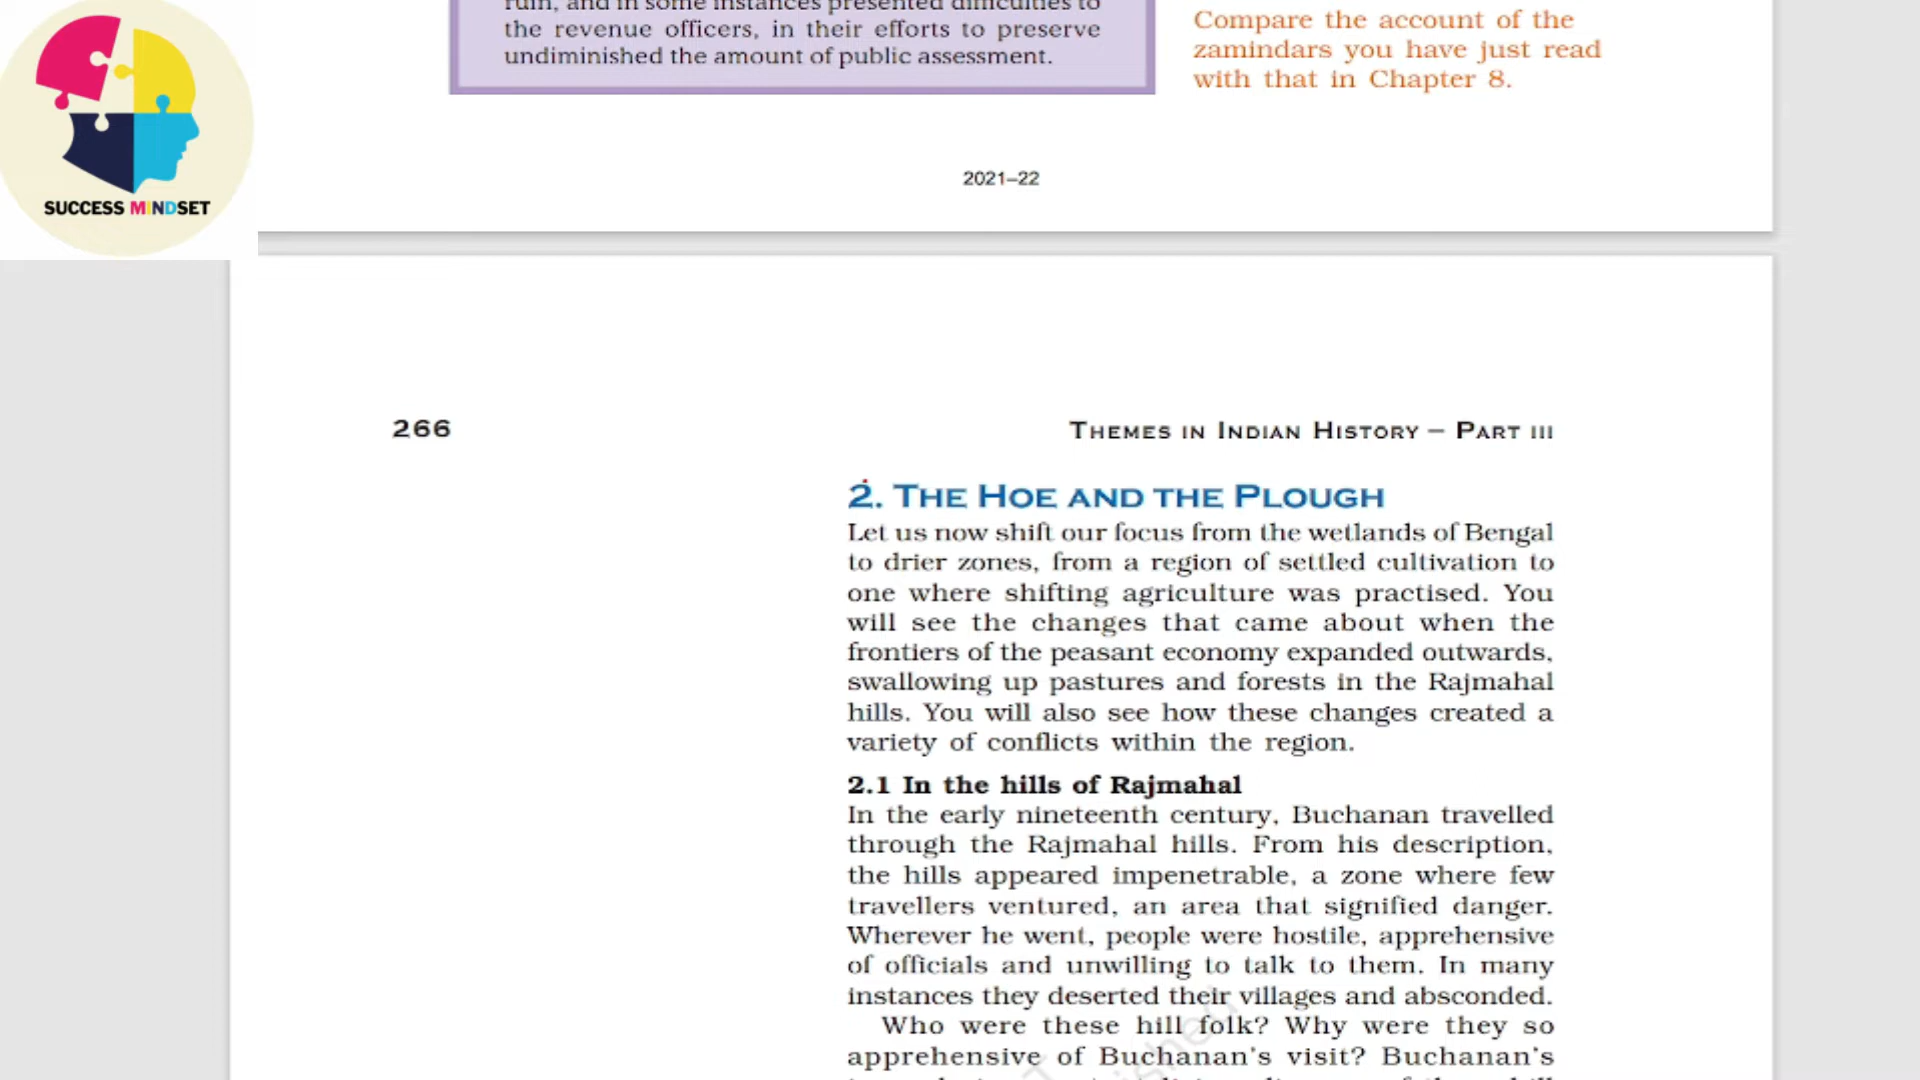 ruin, and in some instances presented difficulties to
the revenue officers, in their efforts to preserve
undiminished the amount of public assessment.
Compare the account of the
zamindars you have just read
with that in Chapter 8.
2021–22
SUCCESS MINDSET
266
THEMES IN INDIAN HISTORY – PART III
2. THE HOE AND THE PLOUGH
Let us now shift our focus from the wetlands of Bengal
to drier zones, from a region of settled cultivation to
one where shifting agriculture was practised. You
will see the changes that came about when the
frontiers of the peasant economy expanded outwards,
swallowing up pastures and forests in the Rajmahal
hills. You will also see how these changes created a
variety of conflicts within the region.
2.1 In the hills of Rajmahal
In the early nineteenth century, Buchanan travelled
through the Rajmahal hills. From his description,
the hills appeared impenetrable, a zone where few
travellers ventured, an area that signified danger.
Wherever he went, people were hostile, apprehensive
of officials and unwilling to talk to them. In many
instances they deserted their villages and absconded.
Who were these hill folk? Why were they so
apprehensive of Buchanan's visit? Buchanan's